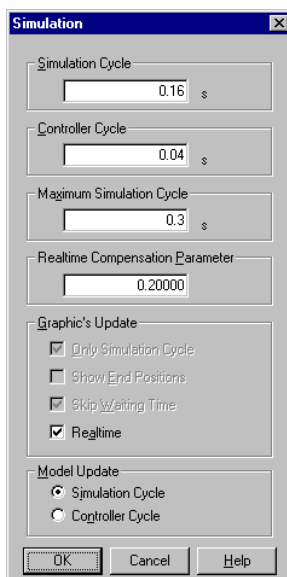 Simulation
Simulation Cycle
0.16 s
Controller Cycle
0.04 s
Maximum Simulation Cycle
0.3 s
Realtime Compensation Parameter
0.20000
Graphic's Update
Only Simulation Cycle
Show End Positions
Skip Waiting Time
Realtime
Model Update
Simulation Cycle
Controller Cycle
OK Cancel Help